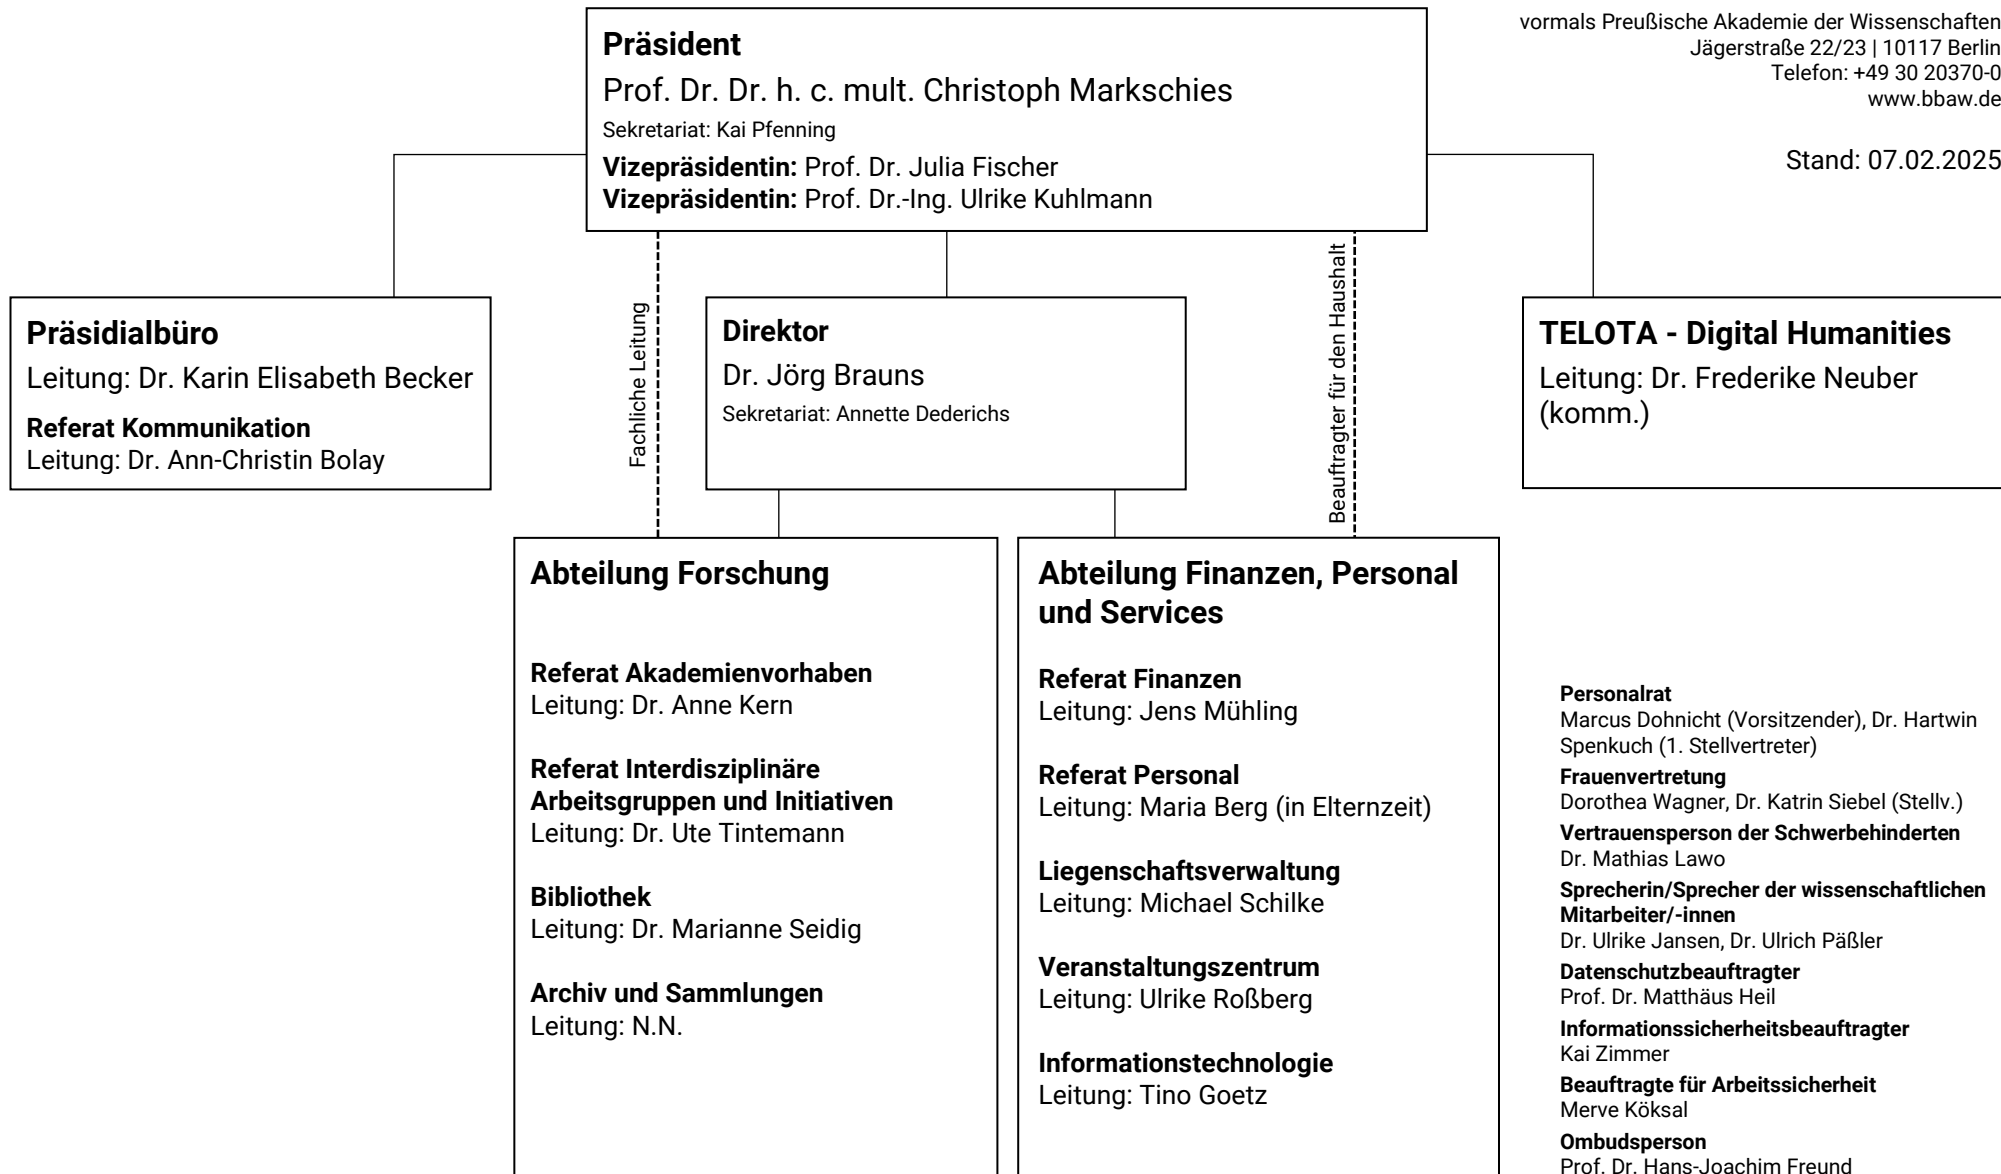 Präsident
Prof. Dr. Dr. h. c. mult. Christoph Markschies
Sekretariat: Kai Pfenning
Vizepräsidentin: Prof. Dr. Julia Fischer
Vizepräsidentin: Prof. Dr.-Ing. Ulrike Kuhlmann
vormals Preußische Akademie der Wissenschaften
Jägerstraße 22/23 | 10117 Berlin
Telefon: +49 30 20370-0
www.bbaw.de
Stand: 07.02.2025
Präsidialbüro
Leitung: Dr. Karin Elisabeth Becker
Referat Kommunikation
Leitung: Dr. Ann-Christin Bolay
Fachliche Leitung
Direktor
Dr. Jörg Brauns
Sekretariat: Annette Dederichs
Beauftragter für den Haushalt
TELOTA - Digital Humanities
Leitung: Dr. Frederike Neuber
(komm.)
Abteilung Forschung
Referat Akademienvorhaben
Leitung: Dr. Anne Kern
Referat Interdisziplinäre
Arbeitsgruppen und Initiativen
Leitung: Dr. Ute Tintemann
Bibliothek
Leitung: Dr. Marianne Seidig
Archiv und Sammlungen
Leitung: N.N.
Abteilung Finanzen, Personal
und Services
Referat Finanzen
Leitung: Jens Mühling
Referat Personal
Leitung: Maria Berg (in Elternzeit)
Liegenschaftsverwaltung
Leitung: Michael Schilke
Veranstaltungszentrum
Leitung: Ulrike Roßberg
Informationstechnologie
Leitung: Tino Goetz
Personalrat
Marcus Dohnicht (Vorsitzender), Dr. Hartwin
Spenkuch (1. Stellvertreter)
Frauenvertretung
Dorothea Wagner, Dr. Katrin Siebel (Stellv.)
Vertrauensperson der Schwerbehinderten
Dr. Mathias Lawo
Sprecherin/Sprecher der wissenschaftlichen
Mitarbeiter/-innen
Dr. Ulrike Jansen, Dr. Ulrich Päßler
Datenschutzbeauftragter
Prof. Dr. Matthäus Heil
Informationssicherheitsbeauftragter
Kai Zimmer
Beauftragte für Arbeitssicherheit
Merve Köksal
Ombudsperson
Prof. Dr. Hans-Joachim Freund